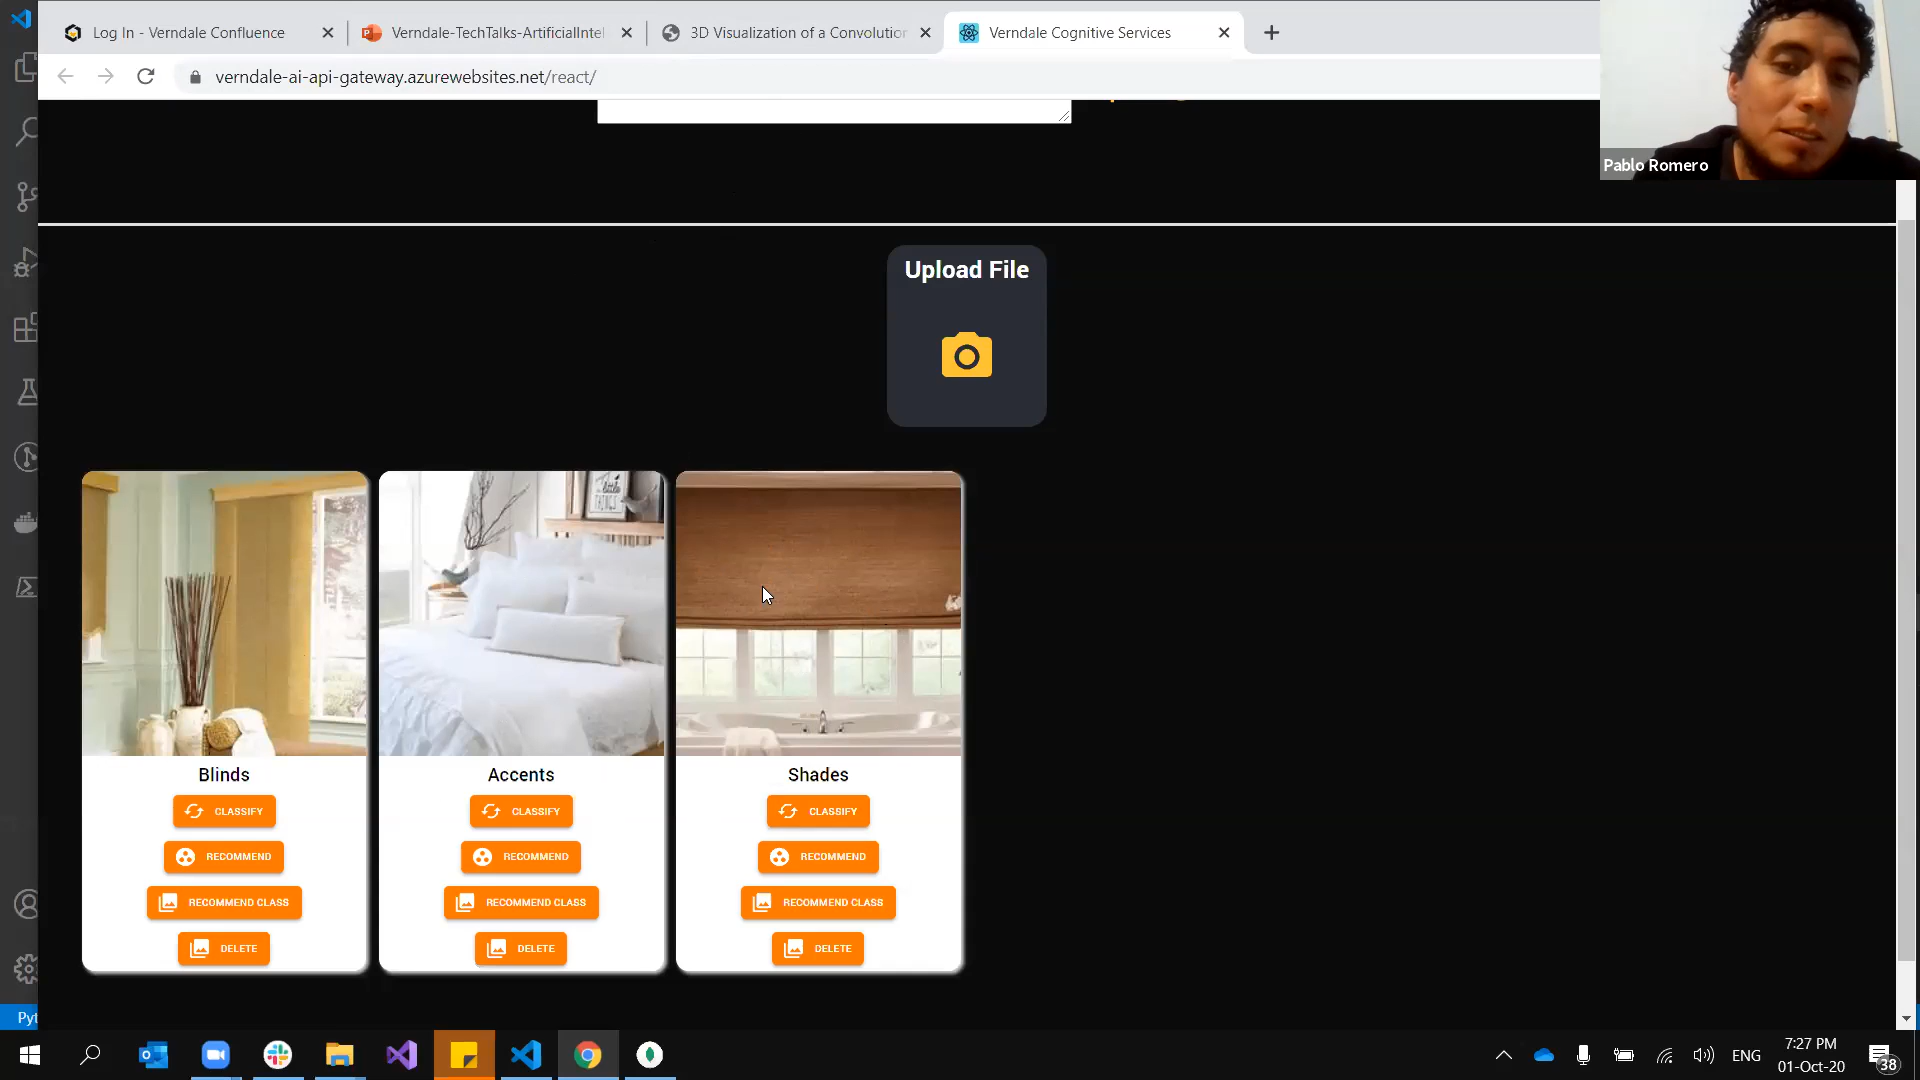 Log In - Verndale Confluence
Verndale-TechTalks-ArtificialIntel
3D Visualization of a Convolution
Verndale Cognitive Services
verndale-ai-api-gateway.azurewebsites.net/react/
Pablo Romero
Upload File
little
THINGS
Blinds
Accents
Shades
CLASSIFY
CLASSIFY
CLASSIFY
RECOMMEND
RECOMMEND
RECOMMEND
RECOMMEND CLASS
RECOMMEND CLASS
RECOMMEND CLASS
DELETE
DELETE
DELETE
Pyt
ENG
7:27 PM
01-Oct-20
38